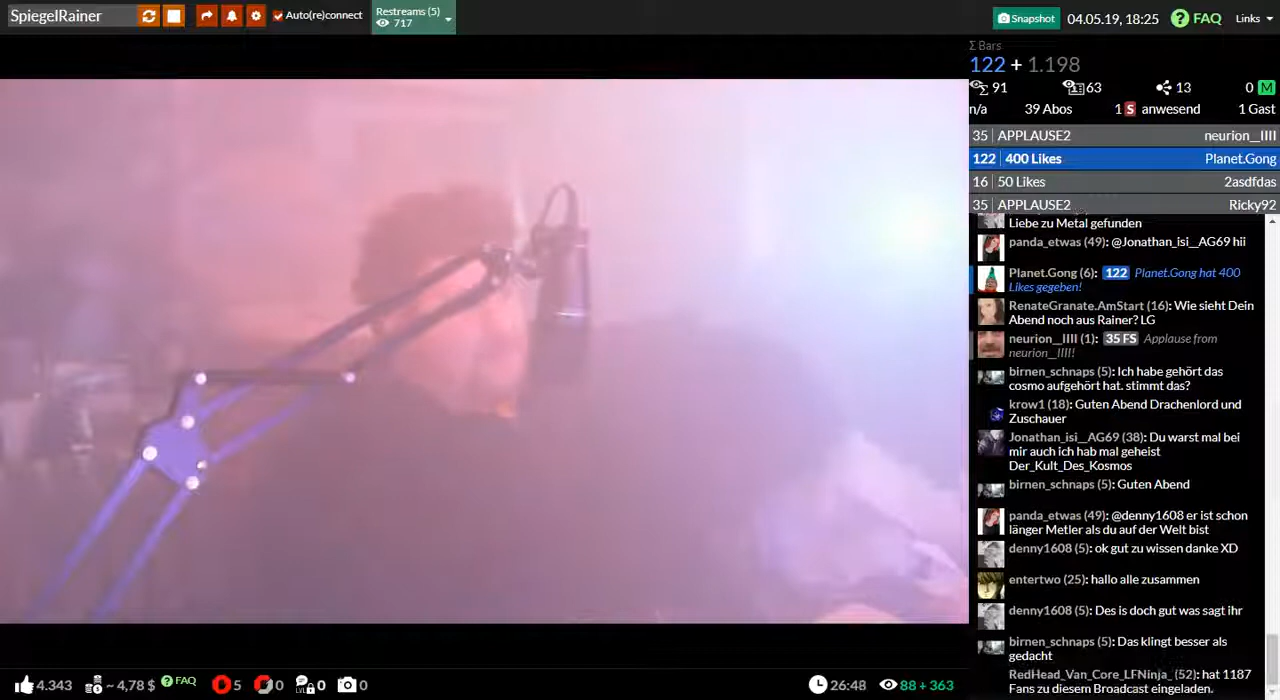 SpiegelRainer
Auto(re)connect
Restreams (5)
717
Snapshot
04.05.19, 18:25
FAQ
Links
Σ Bars
122 + 1.198
91
63
13
0 M
n/a
39 Abos
1 S anwesend
1 Gast
35 APPLAUSE2 neurion__IIII
122 400 Likes Planet.Gong
16 50 Likes 2asdfdas
35 APPLAUSE2 Ricky92
Liebe zu Metal gefunden
panda_etwas (49): @Jonathan_isi__AG69 hii
Planet.Gong (6): 122 Planet.Gong hat 400
Likes gegeben!
RenateGranate.AmStart (16): Wie sieht Dein
Abend noch aus Rainer? LG
neurion__IIII (1): 35 FS Applause from
neurion__IIII!
birnen_schnaps (5): Ich habe gehört das
cosmo aufgehört hat. stimmt das?
krow1 (18): Guten Abend Drachenlord und
Zuschauer
Jonathan_isi__AG69 (38): Du warst mal bei
mir auch ich hab mal geheist
Der_Kult_Des_Kosmos
birnen_schnaps (5): Guten Abend
panda_etwas (49): @denny1608 er ist schon
länger Metler als du auf der Welt bist
denny1608 (5): ok gut zu wissen danke XD
entertwo (25): hallo alle zusammen
denny1608 (5): Des is doch gut was sagt ihr
birnen_schnaps (5): Das klingt besser als
gedacht
RedHead_Van_Core_LFNinja_ (52): hat 1187
Fans zu diesem Broadcast eingeladen.
4.343
~ 4,78 $
FAQ
5
0
LVL
0
0
26:48
88 + 363